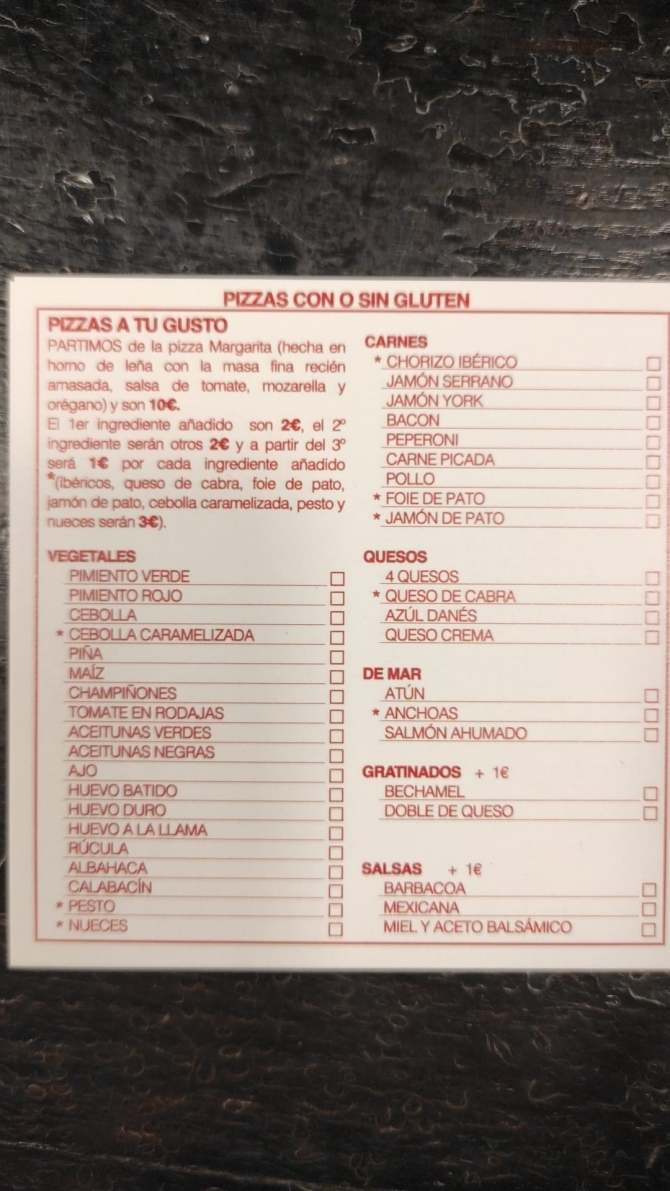 PIZZAS CON O SIN GLUTEN
PIZZAS A TU GUSTO
PARTIMOS de la pizza Margarita (hecha en
horno de leña con la masa fina recién
amasada, salsa de tomate, mozarella y
orégano) y son 10€.
El 1er ingrediente añadido son 2€, el 2º
ingrediente serán otros 2€ y a partir del 3º
será 1€ por cada ingrediente añadido
*(ibéricos, queso de cabra, foie de pato,
jamón de pato, cebolla caramelizada, pesto y
nueces serán 3€).
VEGETALES
PIMIENTO VERDE
PIMIENTO ROJO
CEBOLLA
* CEBOLLA CARAMELIZADA
PIÑA
MAÍZ
CHAMPIÑONES
TOMATE EN RODAJAS
ACEITUNAS VERDES
ACEITUNAS NEGRAS
AJO
HUEVO BATIDO
HUEVO DURO
HUEVO A LA LLAMA
RÚCULA
ALBAHACA
CALABACÍN
* PESTO
* NUECES
CARNES
* CHORIZO IBÉRICO
JAMÓN SERRANO
JAMÓN YORK
BACON
PEPERONI
CARNE PICADA
POLLO
* FOIE DE PATO
* JAMÓN DE PATO
QUESOS
4 QUESOS
* QUESO DE CABRA
AZÚL DANÉS
QUESO CREMA
DE MAR
ATÚN
* ANCHOAS
SALMÓN AHUMADO
GRATINADOS + 1€
BECHAMEL
DOBLE DE QUESO
SALSAS + 1€
BARBACOA
MEXICANA
MIEL Y ACETO BALSÁMICO